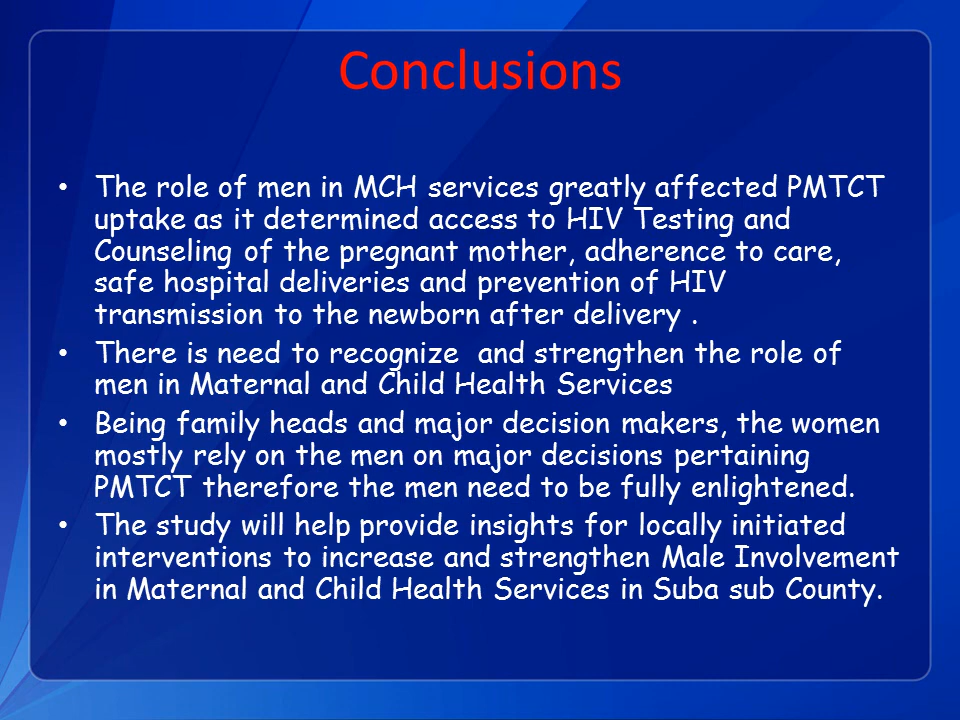 Conclusions
• The role of men in MCH services greatly affected PMTCT
uptake as it determined access to HIV Testing and
Counseling of the pregnant mother, adherence to care,
safe hospital deliveries and prevention of HIV
transmission to the newborn after delivery .
• There is need to recognize  and strengthen the role of
men in Maternal and Child Health Services
• Being family heads and major decision makers, the women
mostly rely on the men on major decisions pertaining
PMTCT therefore the men need to be fully enlightened.
• The study will help provide insights for locally initiated
interventions to increase and strengthen Male Involvement
in Maternal and Child Health Services in Suba sub County.